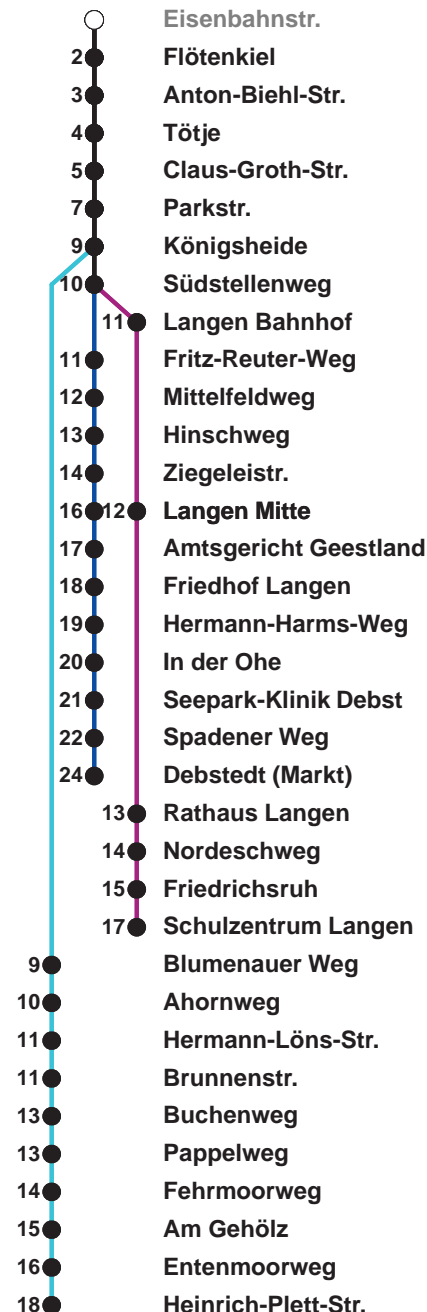 Eisenbahnstr.
2 Flötenkiel
3 Anton-Biehl-Str.
4 Tötje
5 Claus-Groth-Str.
7 Parkstr.
9 Königsheide
10 Südstellenweg
11 Langen Bahnhof
11 Fritz-Reuter-Weg
12 Mittelfeldweg
13 Hinschweg
14 Ziegeleistr.
16 12 Langen Mitte
17 Amtsgericht Geestland
18 Friedhof Langen
19 Hermann-Harms-Weg
20 In der Ohe
21 Seepark-Klinik Debst
22 Spadener Weg
24 Debstedt (Markt)
13 Rathaus Langen
14 Nordeschweg
15 Friedrichsruh
17 Schulzentrum Langen
9 Blumenauer Weg
10 Ahornweg
11 Hermann-Löns-Str.
11 Brunnenstr.
13 Buchenweg
13 Pappelweg
14 Fehrmoorweg
15 Am Gehölz
16 Entenmoorweg
18 Heinrich-Plett-Str.